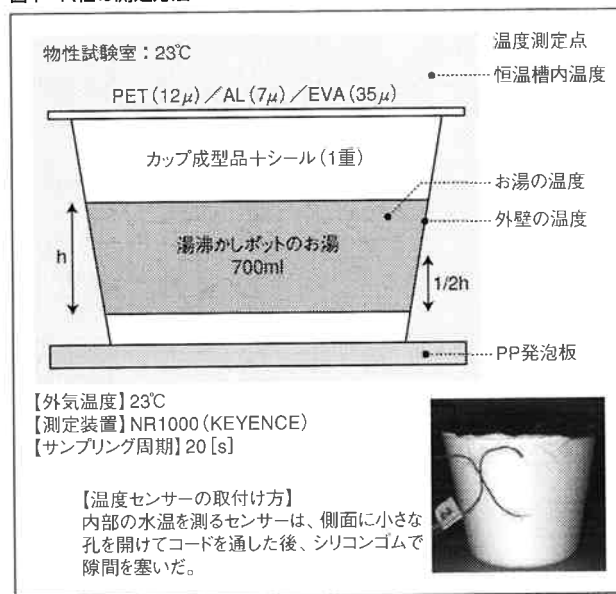 物性試験室：23℃
温度測定点
恒温槽内温度
PET(12μ)／AL(7μ)／EVA(35μ)
カップ成型品＋シール(1重)
お湯の温度
外壁の温度
湯沸かしポットのお湯
700ml
h
1/2h
PP発泡板
【外気温度】23℃
【測定装置】NR1000(KEYENCE)
【サンプリング周期】20[s]
【温度センサーの取付け方】
内部の水温を測るセンサーは、側面に小さな
孔を開けてコードを通した後、シリコンゴムで
隙間を塞いだ。